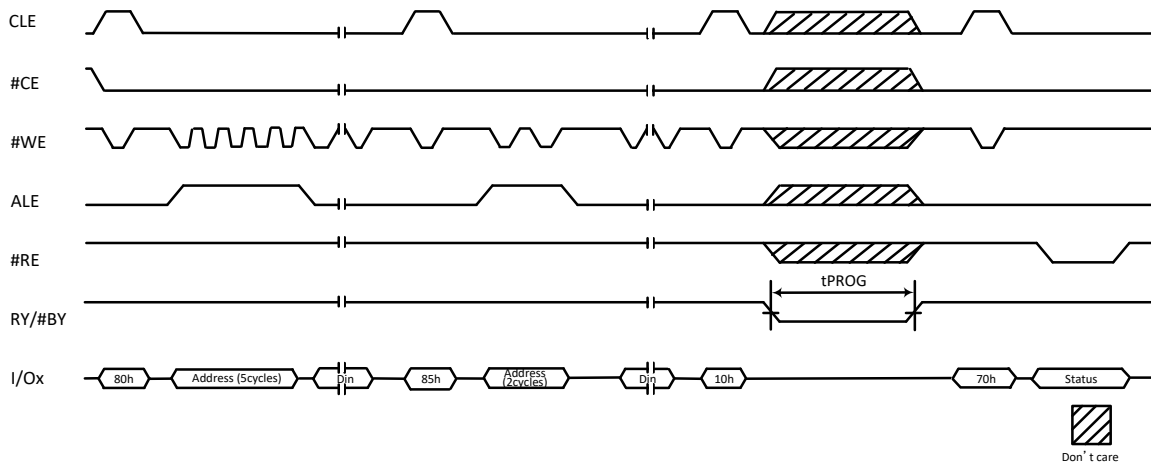 CLE
#CE
#WE
ALE
#RE
tPROG
RY/#BY
I/Ox
80h
Address (5cycles)
Din
85h
Address
(2cycles)
Din
10h
70h
Status
Don’t care